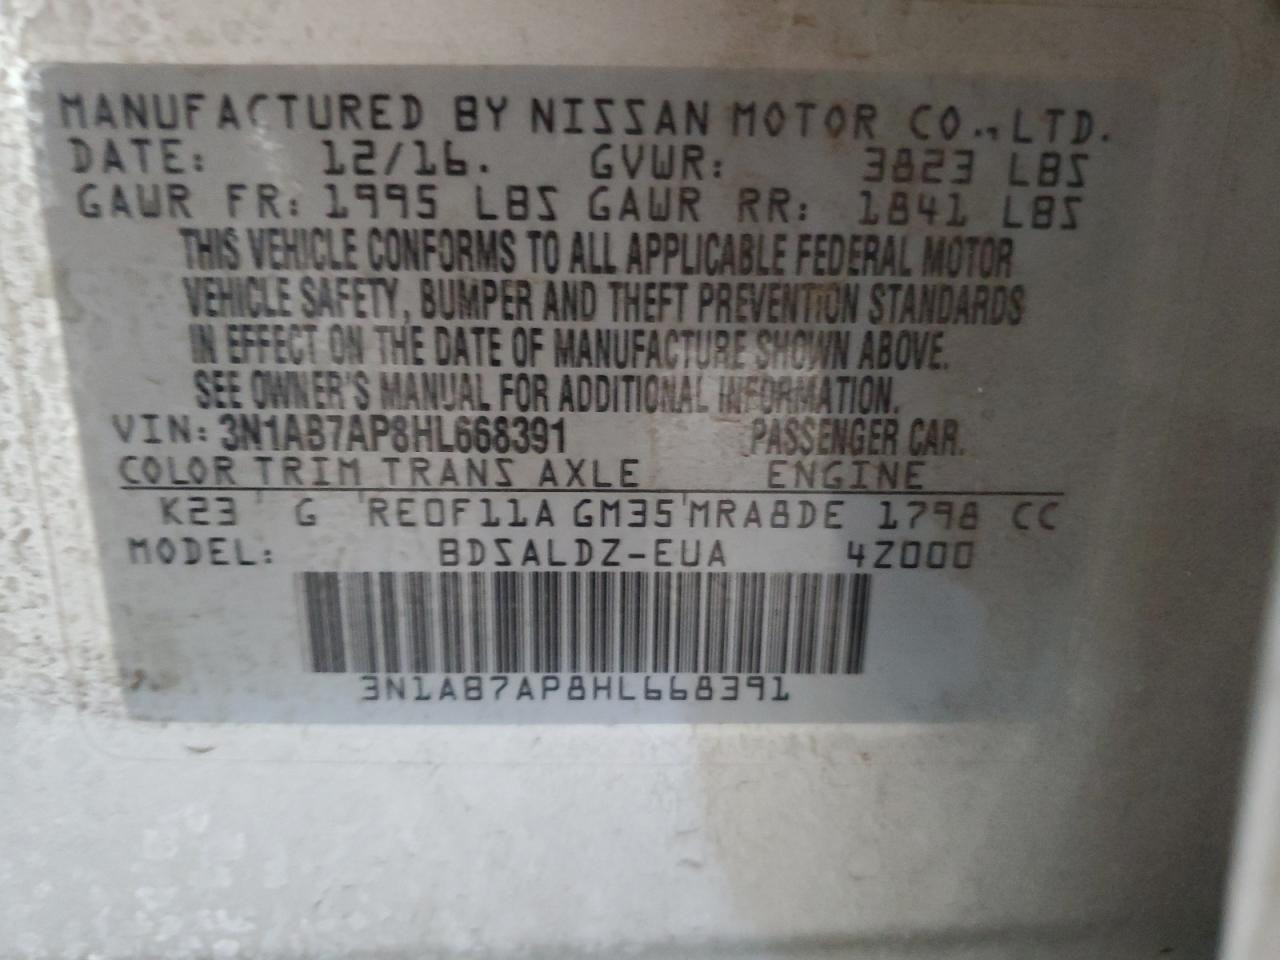 MANUFACTURED BY NISSAN MOTOR CO., LTD.
DATE: 12/16. GVWR: 3823 LBS
GAWR FR: 1995 LBS GAWR RR: 1841 LBS
THIS VEHICLE CONFORMS TO ALL APPLICABLE FEDERAL MOTOR
VEHICLE SAFETY, BUMPER AND THEFT PREVENTION STANDARDS
IN EFFECT ON THE DATE OF MANUFACTURE SHOWN ABOVE.
SEE OWNER'S MANUAL FOR ADDITIONAL INFORMATION.
VIN: 3N1AB7AP8HL668391 PASSENGER CAR.
COLOR TRIM TRANS AXLE ENGINE
K23 G RE0F11A GM35 MRA8DE 1798 CC
MODEL: BDSALDZ-EUA 4Z000
3N1AB7AP8HL668391